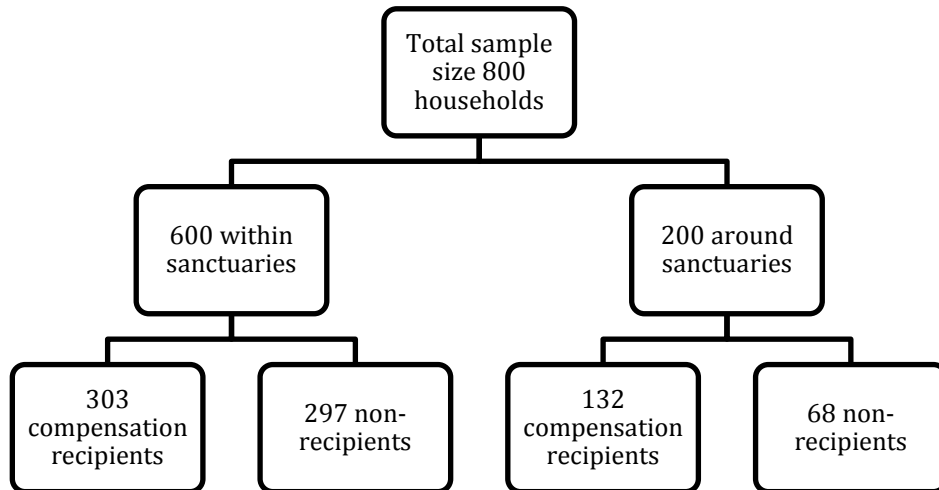 Total sample
size 800
households
600 within
sanctuaries
200 around
sanctuaries
303
compensation
recipients
297 non-
recipients
132
compensation
recipients
68 non-
recipients